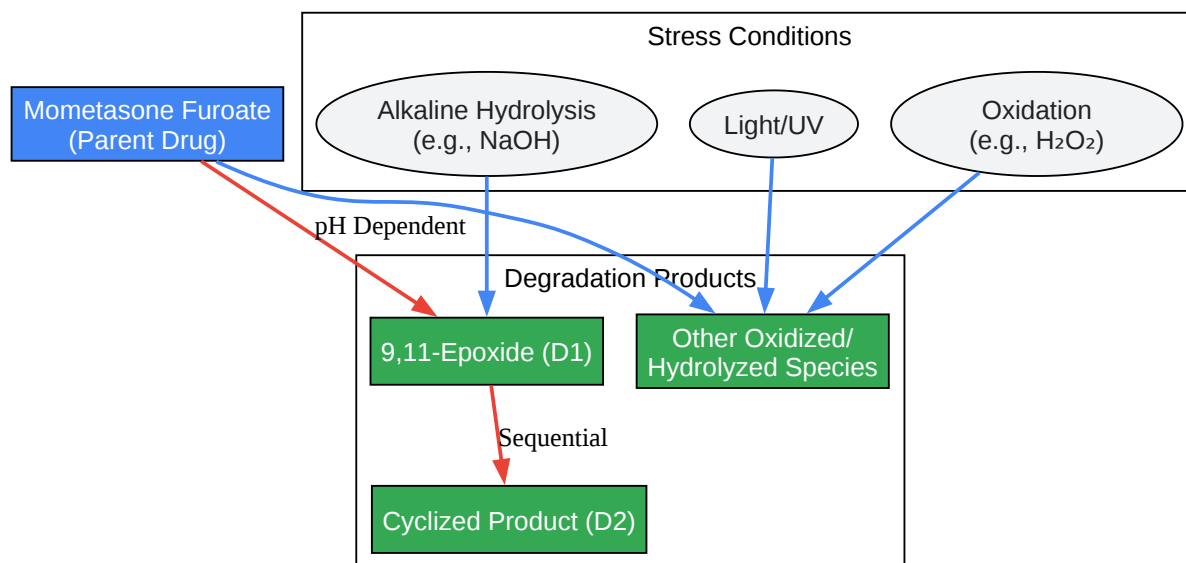 Stress Conditions
Mometasone Furoate
(Parent Drug)
Alkaline Hydrolysis
(e.g., NaOH)
Light/UV
Oxidation
(e.g., H₂O₂)
pH Dependent
Degradation Products
9,11-Epoxide (D1)
Other Oxidized/
Hydrolyzed Species
Sequential
Cyclized Product (D2)